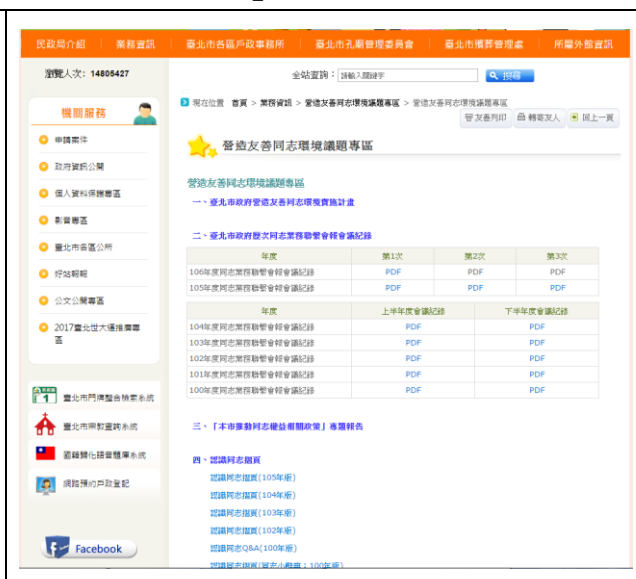 民政局介紹 業務資訊 臺北市各區戶政事務所 臺北市孔廟管理委員會 臺北市殯葬管理處 所屬外館資訊
瀏覽人次: 14805427
全站查詢: 請輸入關鍵字 搜尋
現在位置 首頁 > 業務資訊 > 營造友善同志環境議題專區 > 營造友善同志環境議題專區
友善列印 轉寄友人 回上一頁
機關服務
申請案件
政府資訊公開
個人資料保護專區
影音專區
臺北市各區公所
好站報報
公文公開專區
2017臺北世大運推廣專區
臺北市門牌整合檢索系統
臺北市宗教查詢系統
國籍歸化語音題庫系統
網路預約戶政登記
Facebook
營造友善同志環境議題專區
營造友善同志環境議題專區
一、臺北市政府營造友善同志環境實施計畫
二、臺北市政府歷次同志業務聯繫會報會議紀錄
年度 第1次 第2次 第3次
106年度同志業務聯繫會報會議紀錄 PDF PDF PDF
105年度同志業務聯繫會報會議紀錄 PDF PDF PDF
年度 上半年度會議紀錄 下半年度會議紀錄
104年度同志業務聯繫會報會議紀錄 PDF PDF
103年度同志業務聯繫會報會議紀錄 PDF PDF
102年度同志業務聯繫會報會議紀錄 PDF PDF
101年度同志業務聯繫會報會議紀錄 PDF PDF
100年度同志業務聯繫會報會議紀錄 PDF PDF
三、「本市推動同志權益相關政策」專題報告
四、認識同志摺頁
認識同志摺頁(105年版)
認識同志摺頁(104年版)
認識同志摺頁(103年版)
認識同志摺頁(102年版)
認識同志Q&A(100年版)
認識同志摺頁(同志小辭典：100年版)